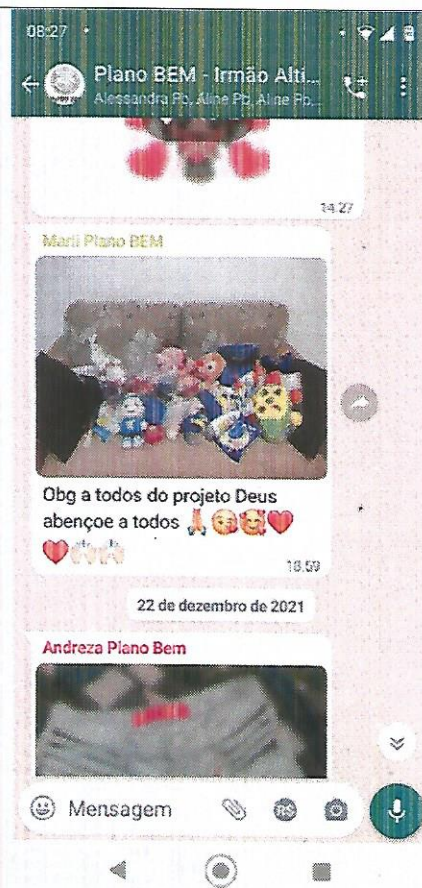 08:27
Plano BEM - Irmão Alti...
Alessandra Pb, Aline Pb, Aline Pb...
14:27
Marli Plano BEM
Obg a todos do projeto Deus
abençoe a todos 🙏😘🥰❤️
❤️🙌🏻🙌🏻
18:59
22 de dezembro de 2021
Andreza Plano Bem
Mensagem
R$